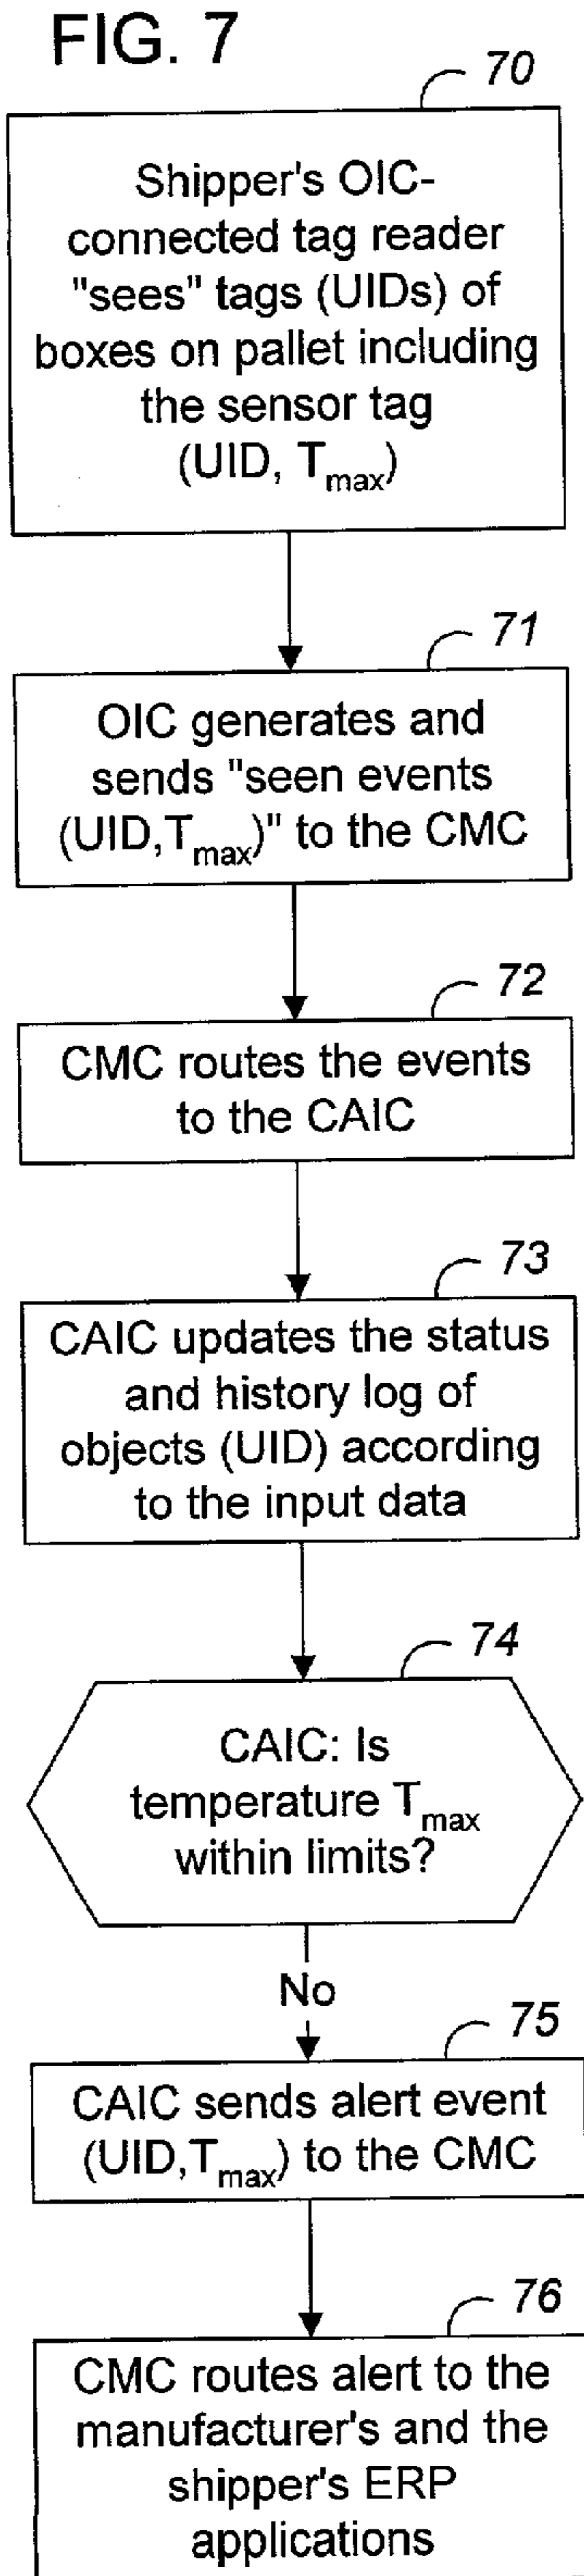 FIG. 7
70
Shipper's OIC-
connected tag reader
"sees" tags (UIDs) of
boxes on pallet including
the sensor tag
(UID, Tmax)
71
OIC generates and
sends "seen events
(UID,Tmax)" to the CMC
72
CMC routes the events
to the CAIC
73
CAIC updates the status
and history log of
objects (UID) according
to the input data
74
CAIC: Is
temperature Tmax
within limits?
No
75
CAIC sends alert event
(UID,Tmax) to the CMC
76
CMC routes alert to the
manufacturer's and the
shipper's ERP
applications